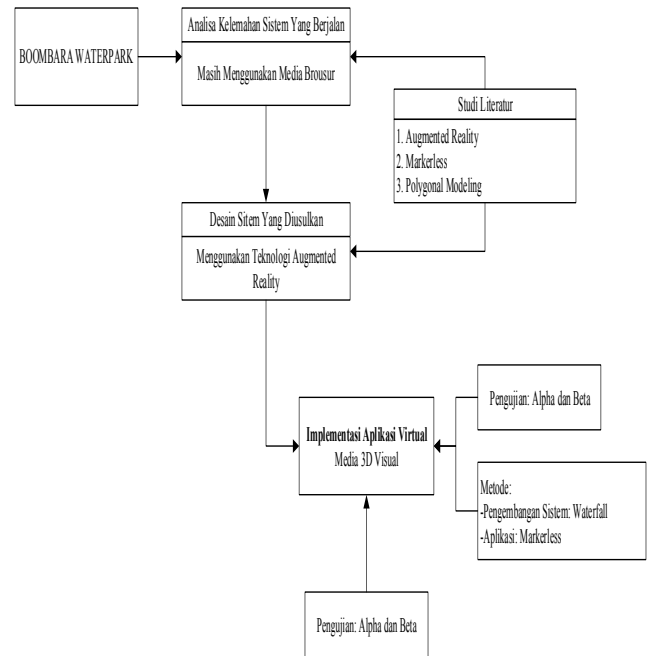 Analisa Kelemahan Sistem Yang Berjalan
BOOMBARA WATERPARK
Masih Menggunakan Media Brousur
Studi Literatur
1. Augmented Reality
2. Markerless
3. Polygonal Modeling
Desain Sitem Yang Diusulkan
Menggunakan Teknologi Augmented
Reality
Pengujian: Alpha dan Beta
Implementasi Aplikasi Virtual
Media 3D Visual
Metode:
-Pengembangan Sistem: Waterfall
-Aplikasi: Markerless
Pengujian: Alpha dan Beta